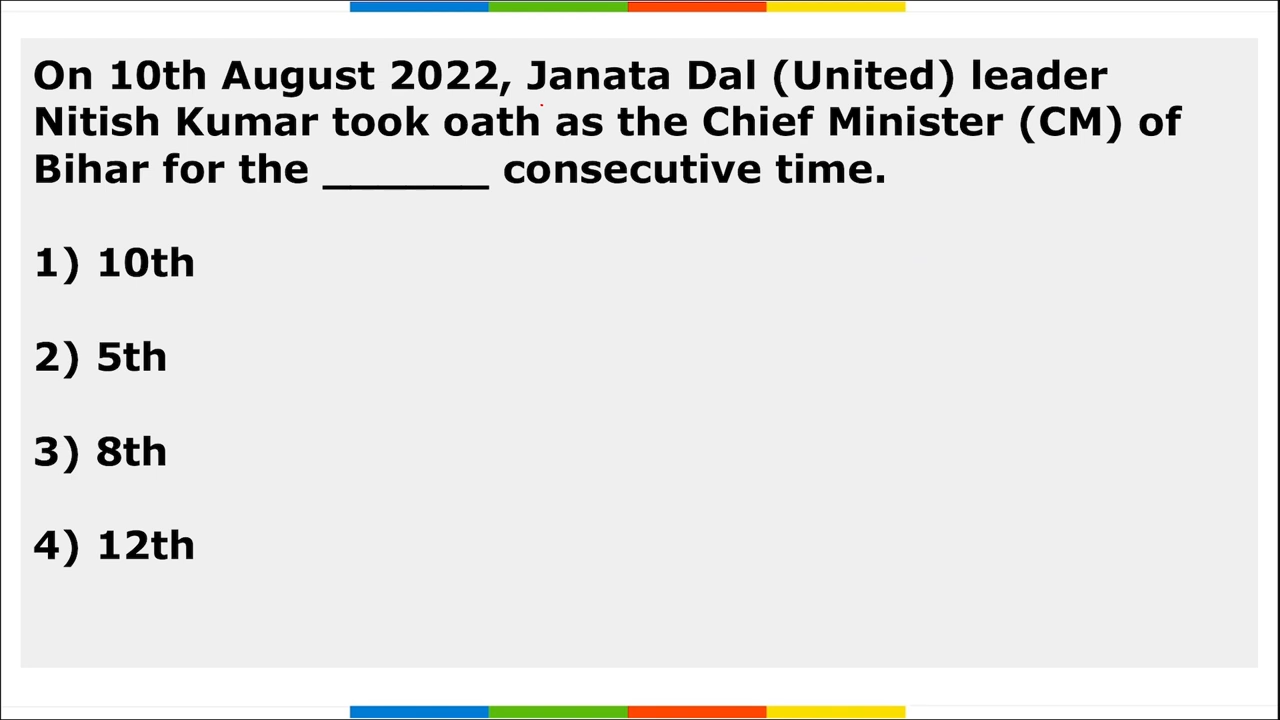 On 10th August 2022, Janata Dal (United) leader
Nitish Kumar took oath as the Chief Minister (CM) of
Bihar for the _______ consecutive time.
1) 10th
2) 5th
3) 8th
4) 12th